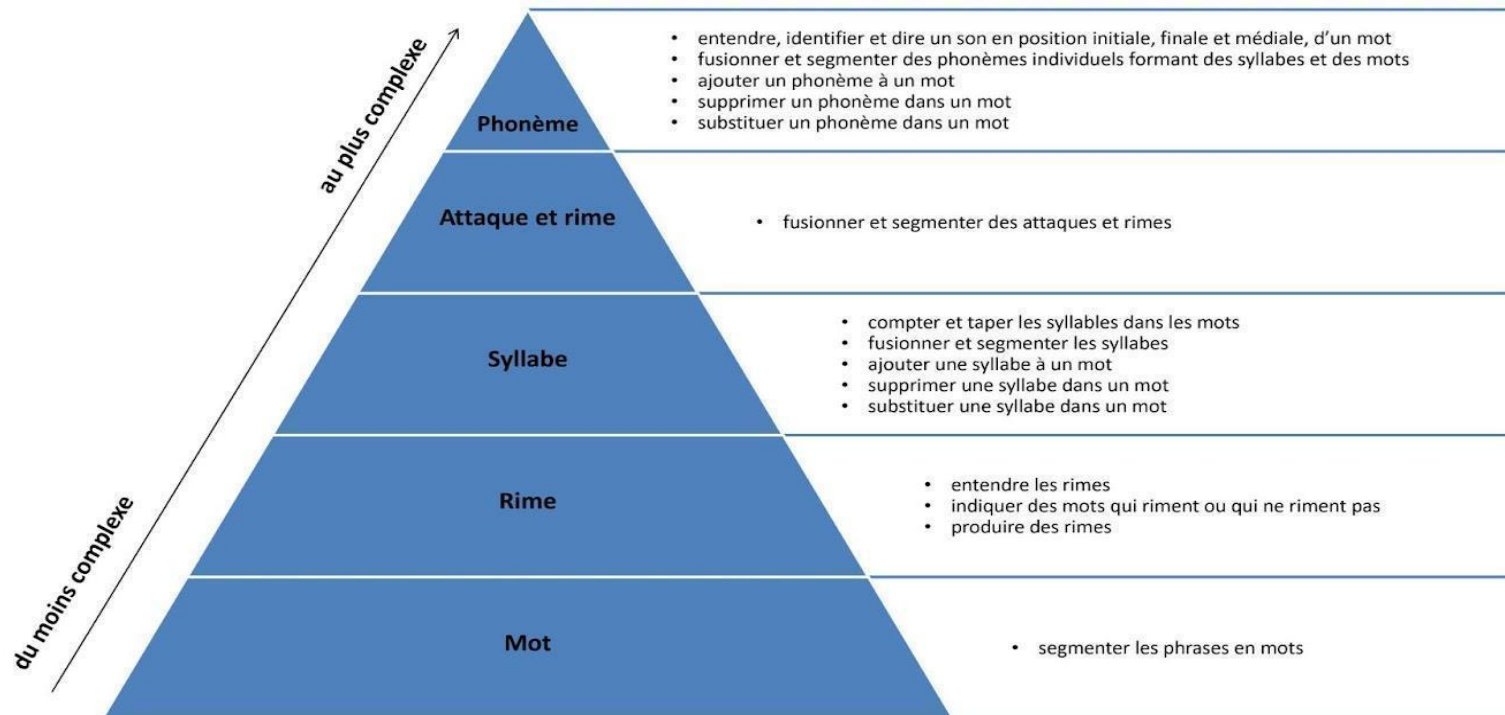 au plus complexe
du moins complexe
Phonème
• entendre, identifier et dire un son en position initiale, finale et médiale, d'un mot
• fusionner et segmenter des phonèmes individuels formant des syllabes et des mots
• ajouter un phonème à un mot
• supprimer un phonème dans un mot
• substituer un phonème dans un mot
Attaque et rime
• fusionner et segmenter des attaques et rimes
Syllabe
• compter et taper les syllables dans les mots
• fusionner et segmenter les syllabes
• ajouter une syllabe à un mot
• supprimer une syllabe dans un mot
• substituer une syllabe dans un mot
Rime
• entendre les rimes
• indiquer des mots qui riment ou qui ne riment pas
• produire des rimes
Mot
• segmenter les phrases en mots